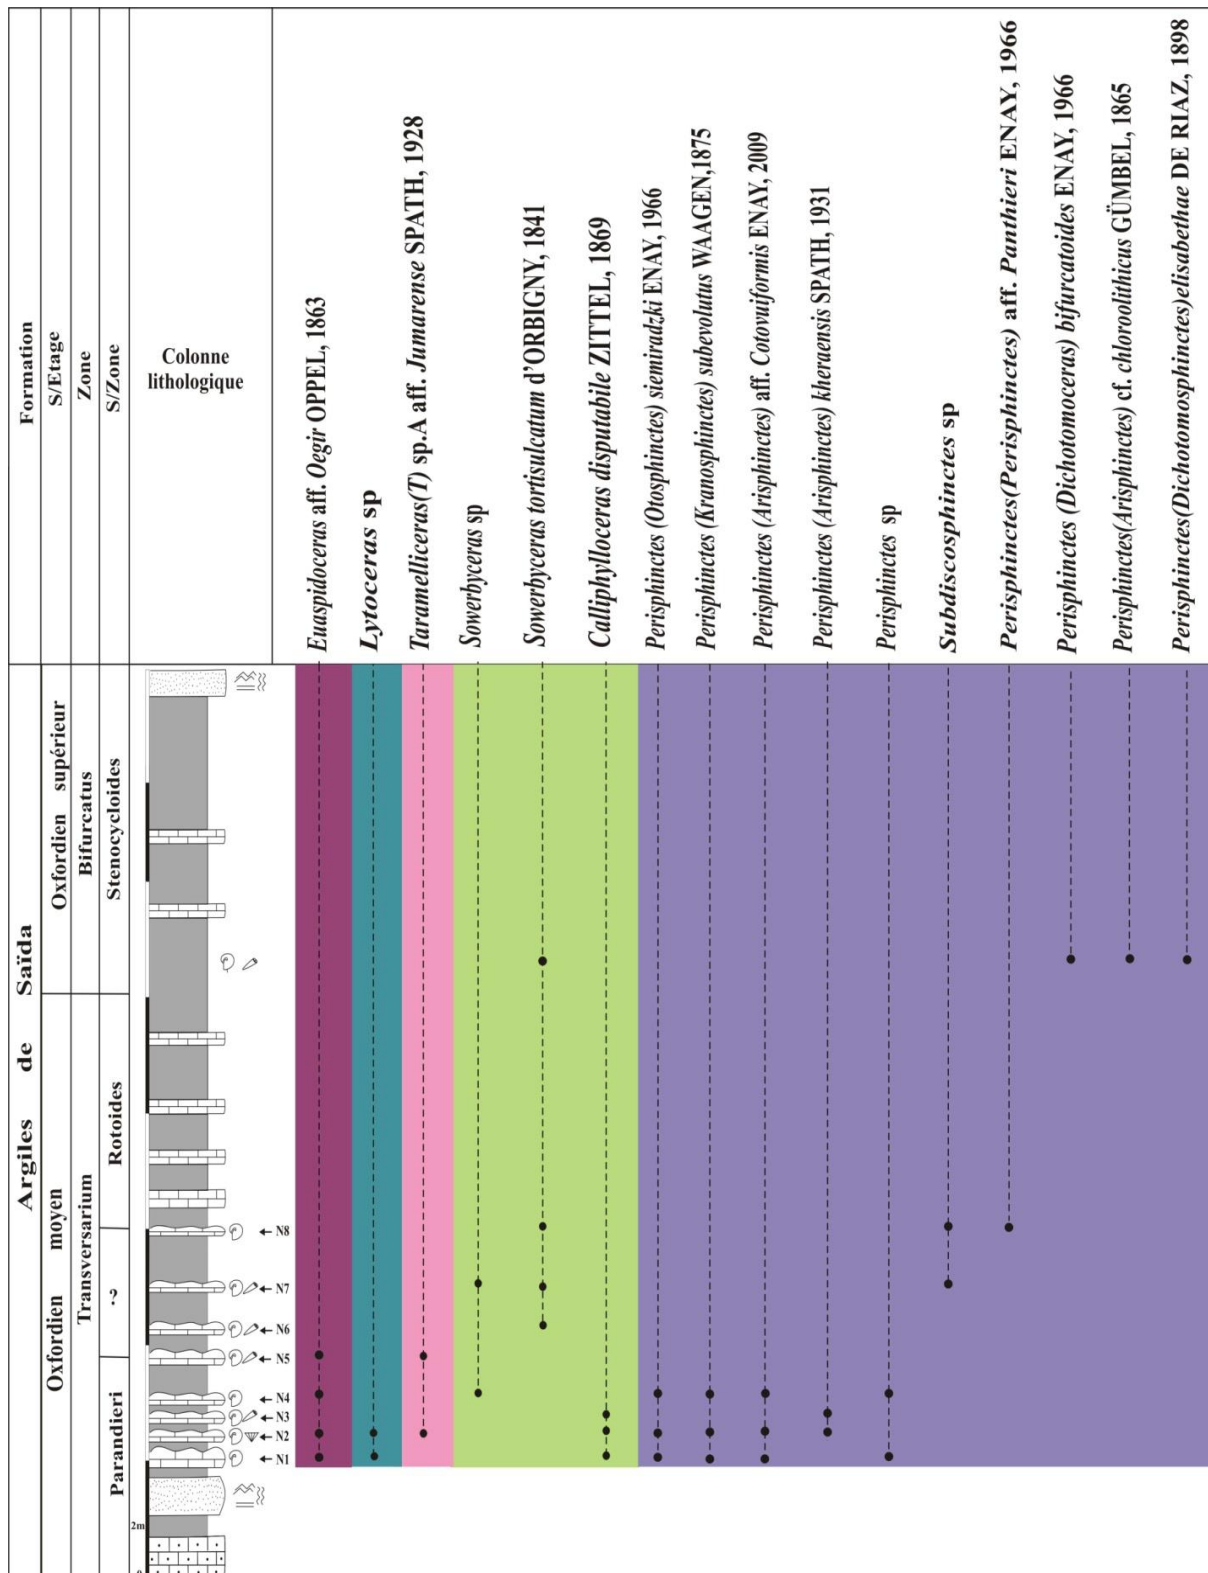 Formation
S/Etage
Zone
S/Zone
Colonne
lithologique
Euaspidoceras aff. Oegir OPPEL, 1863
Lytoceras sp
Taramelliceras(T) sp.A aff. Jumarense SPATH, 1928
Sowerbyceras sp
Sowerbyceras tortisulcatum d'ORBIGNY, 1841
Calliphylloceras disputabile ZITTEL, 1869
Perisphinctes (Otosphinctes) siemiradzki ENAY, 1966
Perisphinctes (Kranosphinctes) subevolutus WAAGEN,1875
Perisphinctes (Arisphinctes) aff. Cotovuiformis ENAY, 2009
Perisphinctes (Arisphinctes) kheraensis SPATH, 1931
Perisphinctes sp
Subdiscosphinctes sp
Perisphinctes(Perisphinctes) aff. Panthieri ENAY, 1966
Perisphinctes (Dichotomoceras) bifurcatoides ENAY, 1966
Perisphinctes(Arisphinctes) cf. chloroolithicus GÜMBEL, 1865
Perisphinctes(Dichotomosphinctes)elisabethae DE RIAZ, 1898
Argiles de Saïda
Oxfordien moyen
Oxfordien supérieur
Transversarium
Bifurcatus
Parandieri
?
Rotoides
Stenocycloides
N8
N7
N6
N5
N4
N3
N2
N1
2m
0